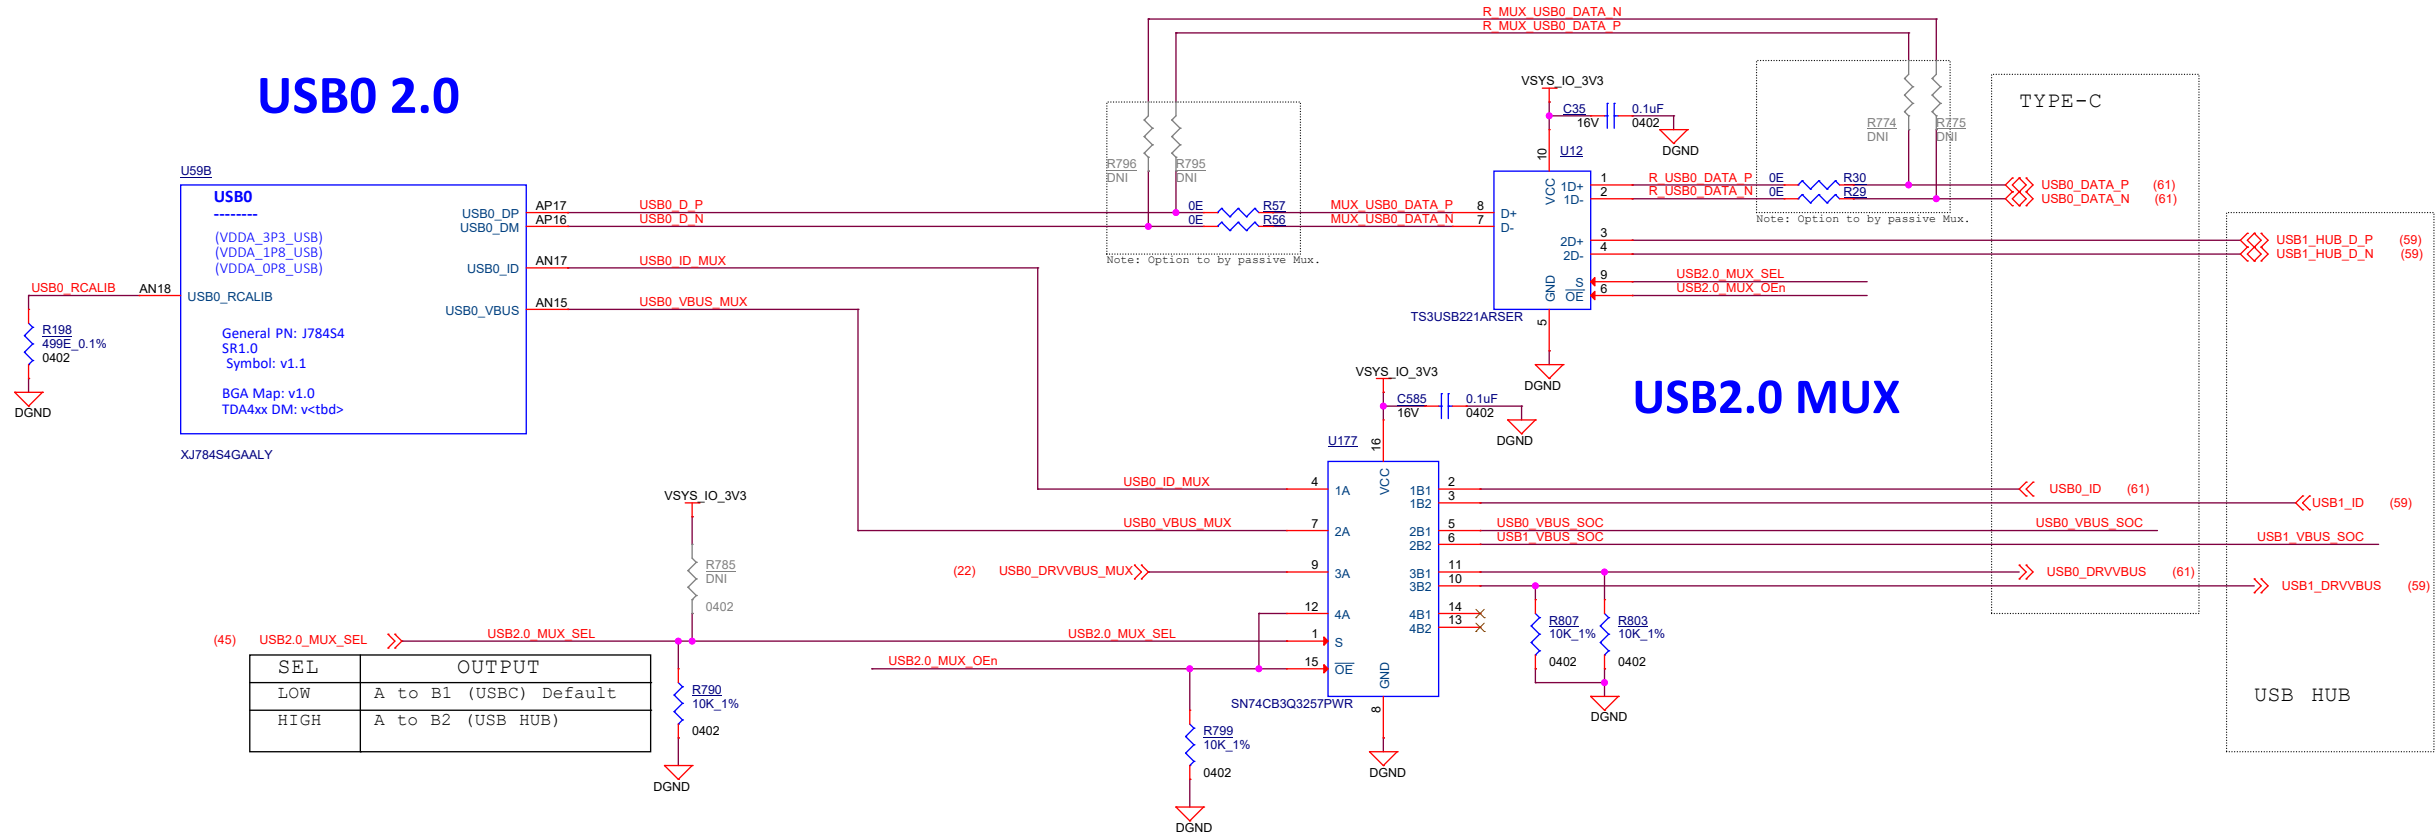 R_MUX_USB0_DATA_N
R_MUX_USB0_DATA_P
USB0 2.0
VSYS_IO_3V3
TYPE-C
C35
0.1uF
16V
0402
DGND
R774
DNI
R775
DNI
R796
DNI
R795
DNI
U12
10
VCC
U59B
USB0
--------
(VDDA_3P3_USB)
(VDDA_1P8_USB)
(VDDA_0P8_USB)
USB0_DP
USB0_DM
USB0_ID
USB0_VBUS
USB0_RCALIB
General PN: J784S4
SR1.0
Symbol: v1.1
BGA Map: v1.0
TDA4xx DM: v<tbd>
XJ784S4GAALY
AP17
AP16
AN17
AN15
AN18
USB0_RCALIB
R198
499E_0.1%
0402
DGND
USB0_D_P
USB0_D_N
USB0_ID_MUX
USB0_VBUS_MUX
0E
R57
0E
R56
Note: Option to by passive Mux.
MUX_USB0_DATA_P
MUX_USB0_DATA_N
8
7
D+
D-
1D+
1D-
2D+
2D-
S
OE
GND
5
1
2
3
4
9
6
R_USB0_DATA_P
R_USB0_DATA_N
0E
R30
0E
R29
Note: Option to by passive Mux.
USB0_DATA_P (61)
USB0_DATA_N (61)
USB1_HUB_D_P (59)
USB1_HUB_D_N (59)
USB2.0_MUX_SEL
USB2.0_MUX_OEn
TS3USB221ARSER
DGND
USB2.0 MUX
VSYS_IO_3V3
C585
0.1uF
16V
0402
DGND
U177
16
VCC
USB0_ID_MUX
4
1A
USB0_VBUS_MUX
7
2A
(22) USB0_DRVVBUS_MUX
9
3A
12
4A
1
S
15
OE
GND
8
1B1
2
1B2
3
2B1
5
2B2
6
3B1
11
3B2
10
4B1
14
4B2
13
USB0_ID (61)
USB1_ID (59)
USB0_VBUS_SOC
USB0_VBUS_SOC
USB1_VBUS_SOC
USB1_VBUS_SOC
USB0_DRVVBUS (61)
USB1_DRVVBUS (59)
R807
10K_1%
0402
R803
10K_1%
0402
DGND
USB HUB
SN74CB3Q3257PWR
DGND
VSYS_IO_3V3
R785
DNI
0402
(45) USB2.0_MUX_SEL
USB2.0_MUX_SEL
USB2.0_MUX_SEL
USB2.0_MUX_OEn
SEL OUTPUT
LOW A to B1 (USBC) Default
HIGH A to B2 (USB HUB)
R790
10K_1%
0402
DGND
R799
10K_1%
0402
DGND